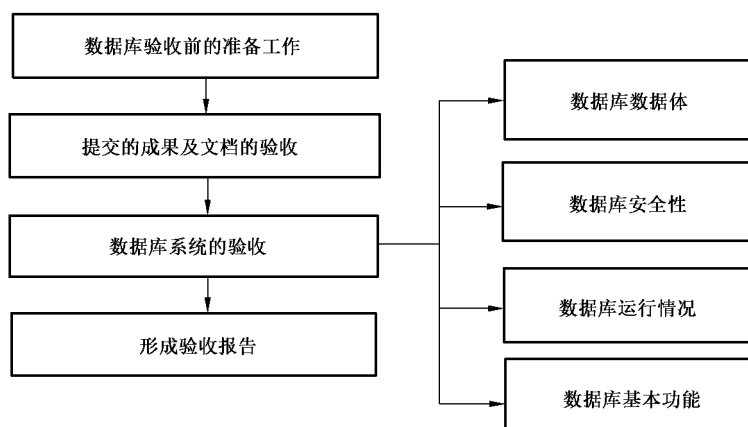 数据库验收前的准备工作
提交的成果及文档的验收
数据库系统的验收
形成验收报告
数据库数据体
数据库安全性
数据库运行情况
数据库基本功能